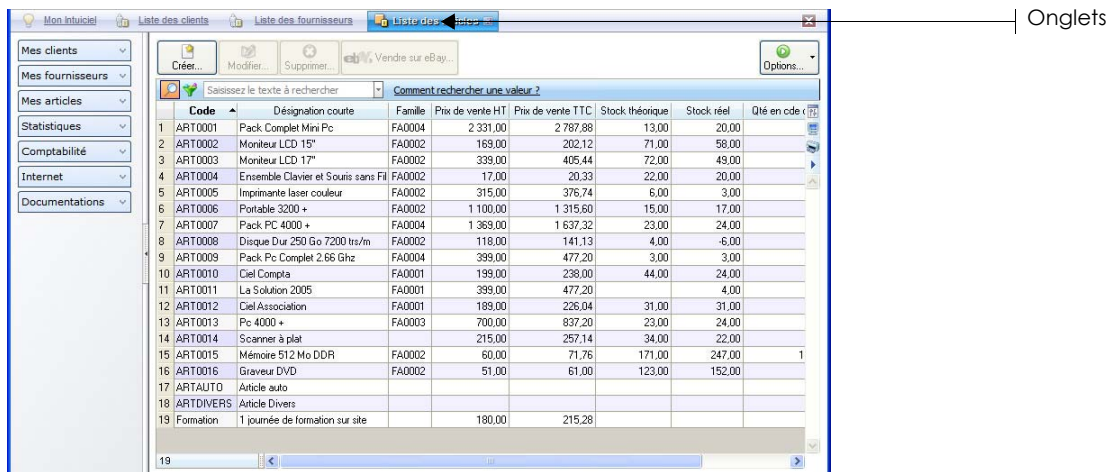 Mon Intuiciel Liste des clients Liste des fournisseurs Liste des articles
Onglets
Mes clients
Mes fournisseurs
Mes articles
Statistiques
Comptabilité
Internet
Documentations
Créer... Modifier... Supprimer... eBay Vendre sur eBay... Options...
Saisissez le texte à rechercher Comment rechercher une valeur ?
Code Désignation courte Famille Prix de vente HT Prix de vente TTC Stock théorique Stock réel Qté en cde
1 ART0001 Pack Complet Mini Pc FA0004 2 331,00 2 787,88 13,00 20,00
2 ART0002 Moniteur LCD 15" FA0002 169,00 202,12 71,00 58,00
3 ART0003 Moniteur LCD 17" FA0002 339,00 405,44 72,00 49,00
4 ART0004 Ensemble Clavier et Souris sans Fil FA0002 17,00 20,33 22,00 20,00
5 ART0005 Imprimante laser couleur FA0002 315,00 376,74 6,00 3,00
6 ART0006 Portable 3200 + FA0002 1 100,00 1 315,60 15,00 17,00
7 ART0007 Pack PC 4000 + FA0004 1 369,00 1 637,32 23,00 24,00
8 ART0008 Disque Dur 250 Go 7200 trs/m FA0002 118,00 141,13 4,00 -6,00
9 ART0009 Pack Pc Complet 2.66 Ghz FA0004 399,00 477,20 3,00 3,00
10 ART0010 Ciel Compta FA0001 199,00 238,00 44,00 24,00
11 ART0011 La Solution 2005 FA0001 399,00 477,20 4,00
12 ART0012 Ciel Association FA0001 189,00 226,04 31,00 31,00
13 ART0013 Pc 4000 + FA0003 700,00 837,20 23,00 24,00
14 ART0014 Scanner à plat 215,00 257,14 34,00 22,00
15 ART0015 Mémoire 512 Mo DDR FA0002 60,00 71,76 171,00 247,00 1
16 ART0016 Graveur DVD FA0002 51,00 61,00 123,00 152,00
17 ARTAUTO Article auto
18 ARTDIVERS Article Divers
19 Formation 1 journée de formation sur site 180,00 215,28
19